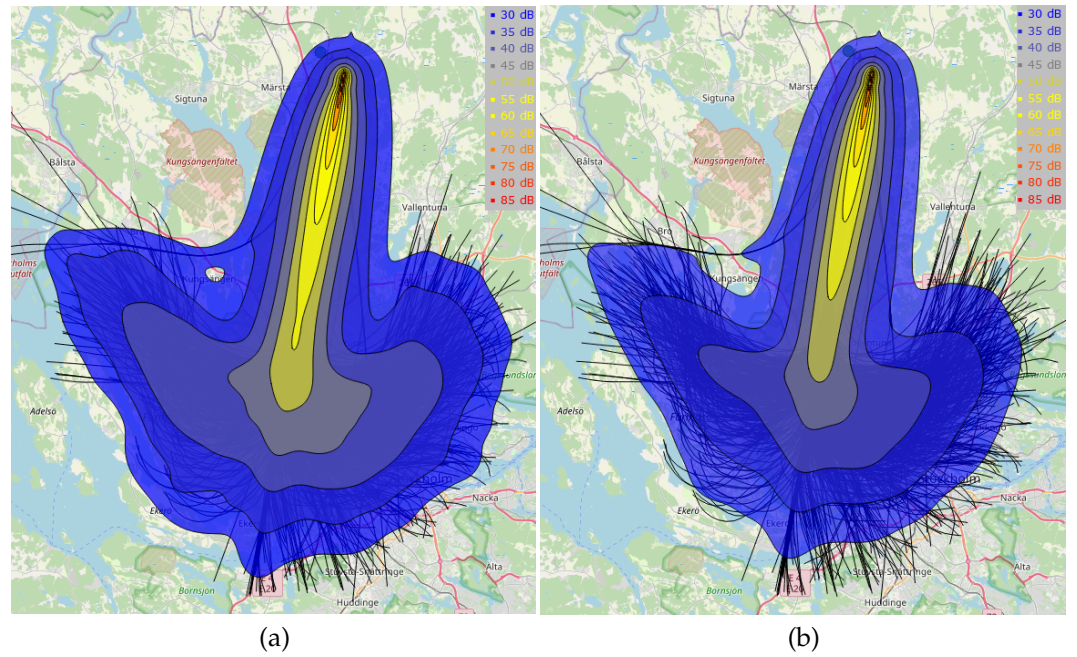 30 dB
35 dB
40 dB
45 dB
50 dB
55 dB
60 dB
65 dB
70 dB
75 dB
80 dB
85 dB
Märsta
Sigtuna
Bålsta
Kungsängenfältet
Vallentuna
Kungsängen
Adelsö
Ekerö
Nacka
Bornsjön
Huddinge
Älta
(a)
30 dB
35 dB
40 dB
45 dB
50 dB
55 dB
60 dB
65 dB
70 dB
75 dB
80 dB
85 dB
Märsta
Sigtuna
Bålsta
Kungsängenfältet
Vallentuna
Bro
Kungsängen
Adelsö
Stockholm
Nacka
Ekerö
Bornsjön
Huddinge
Älta
(b)